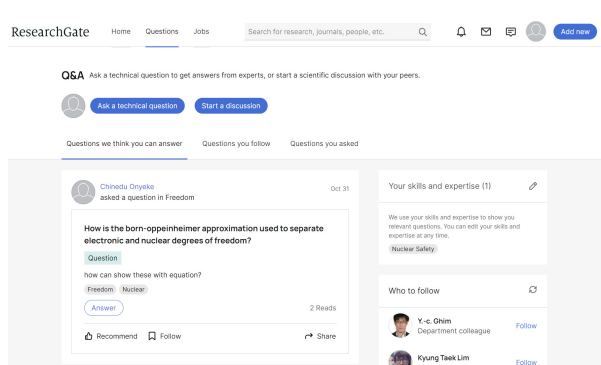 ResearchGate
Home Questions Jobs
Search for research, journals, people, etc.
Add new
Q&A Ask a technical question to get answers from experts, or start a scientific discussion with your peers.
Ask a technical question Start a discussion
Questions we think you can answer Questions you follow Questions you asked
Chinedu Onyeke
Oct 31
asked a question in Freedom
How is the born-oppeinheimer approximation used to separate
electronic and nuclear degrees of freedom?
Question
how can show these with equation?
Freedom Nuclear
Answer
2 Reads
Recommend Follow Share
Your skills and expertise (1)
We use your skills and expertise to show you
relevant questions. You can edit your skills and
expertise at any time.
Nuclear Safety
Who to follow
Y.-c. Ghim
Department colleague
Follow
Kyung Taek Lim
Follow